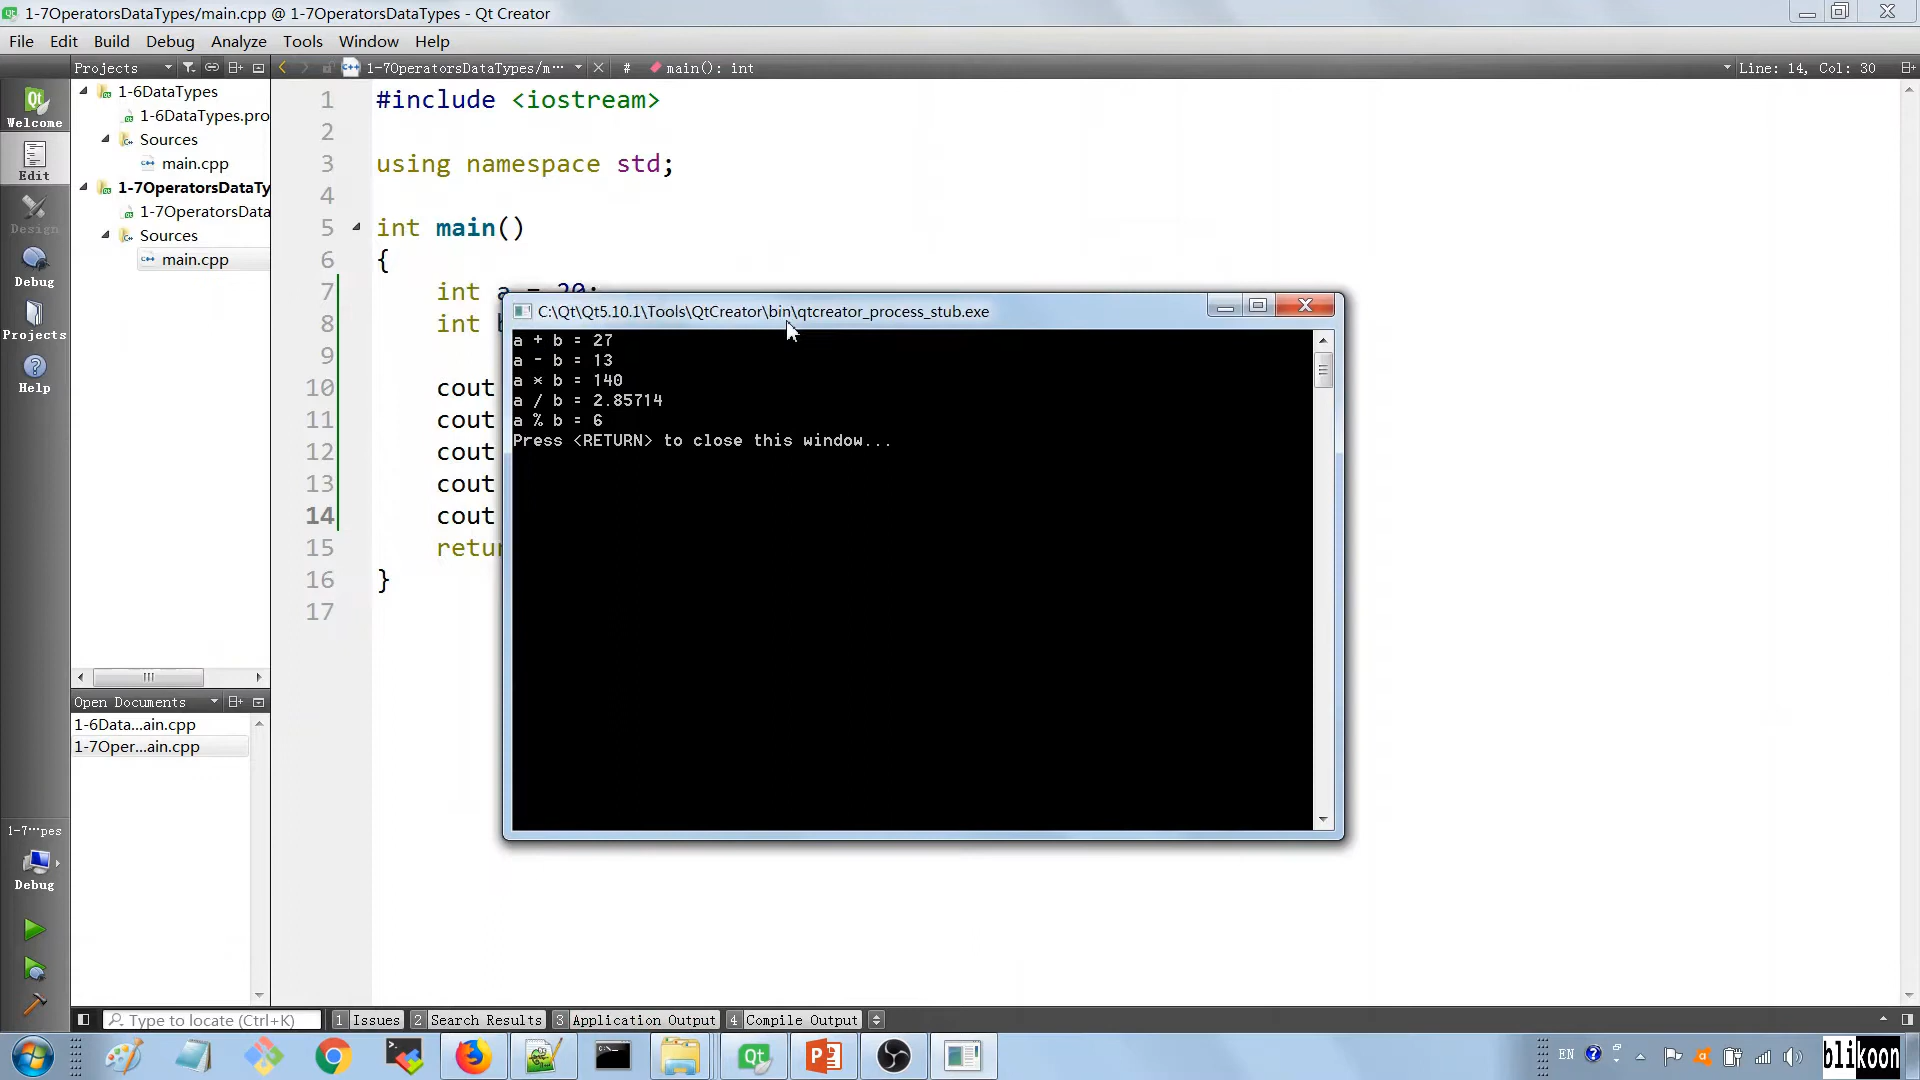 1-7OperatorsDataTypes/main.cpp @ 1-7OperatorsDataTypes - Qt Creator
File Edit Build Debug Analyze Tools Window Help
Projects
1-7OperatorsDataTypes/m··· # main(): int
Line: 14, Col: 30
Welcome
Edit
Design
Debug
Projects
Help
1-6DataTypes
1-6DataTypes.pro
Sources
main.cpp
1-7OperatorsDataTy
1-7OperatorsData
Sources
main.cpp
1 #include <iostream>
2
3 using namespace std;
4
5 int main()
6 {
7 int a = 20;
8 int b
9
10 cout
11 cout
12 cout
13 cout
14 cout
15 retur
16 }
17
C:\Qt\Qt5.10.1\Tools\QtCreator\bin\qtcreator_process_stub.exe
a + b = 27
a - b = 13
a * b = 140
a / b = 2.85714
a % b = 6
Press <RETURN> to close this window...
Open Documents
1-6Data...ain.cpp
1-7Oper...ain.cpp
1-7···pes
Debug
Type to locate (Ctrl+K)
1 Issues 2 Search Results 3 Application Output 4 Compile Output
EN
blikoon